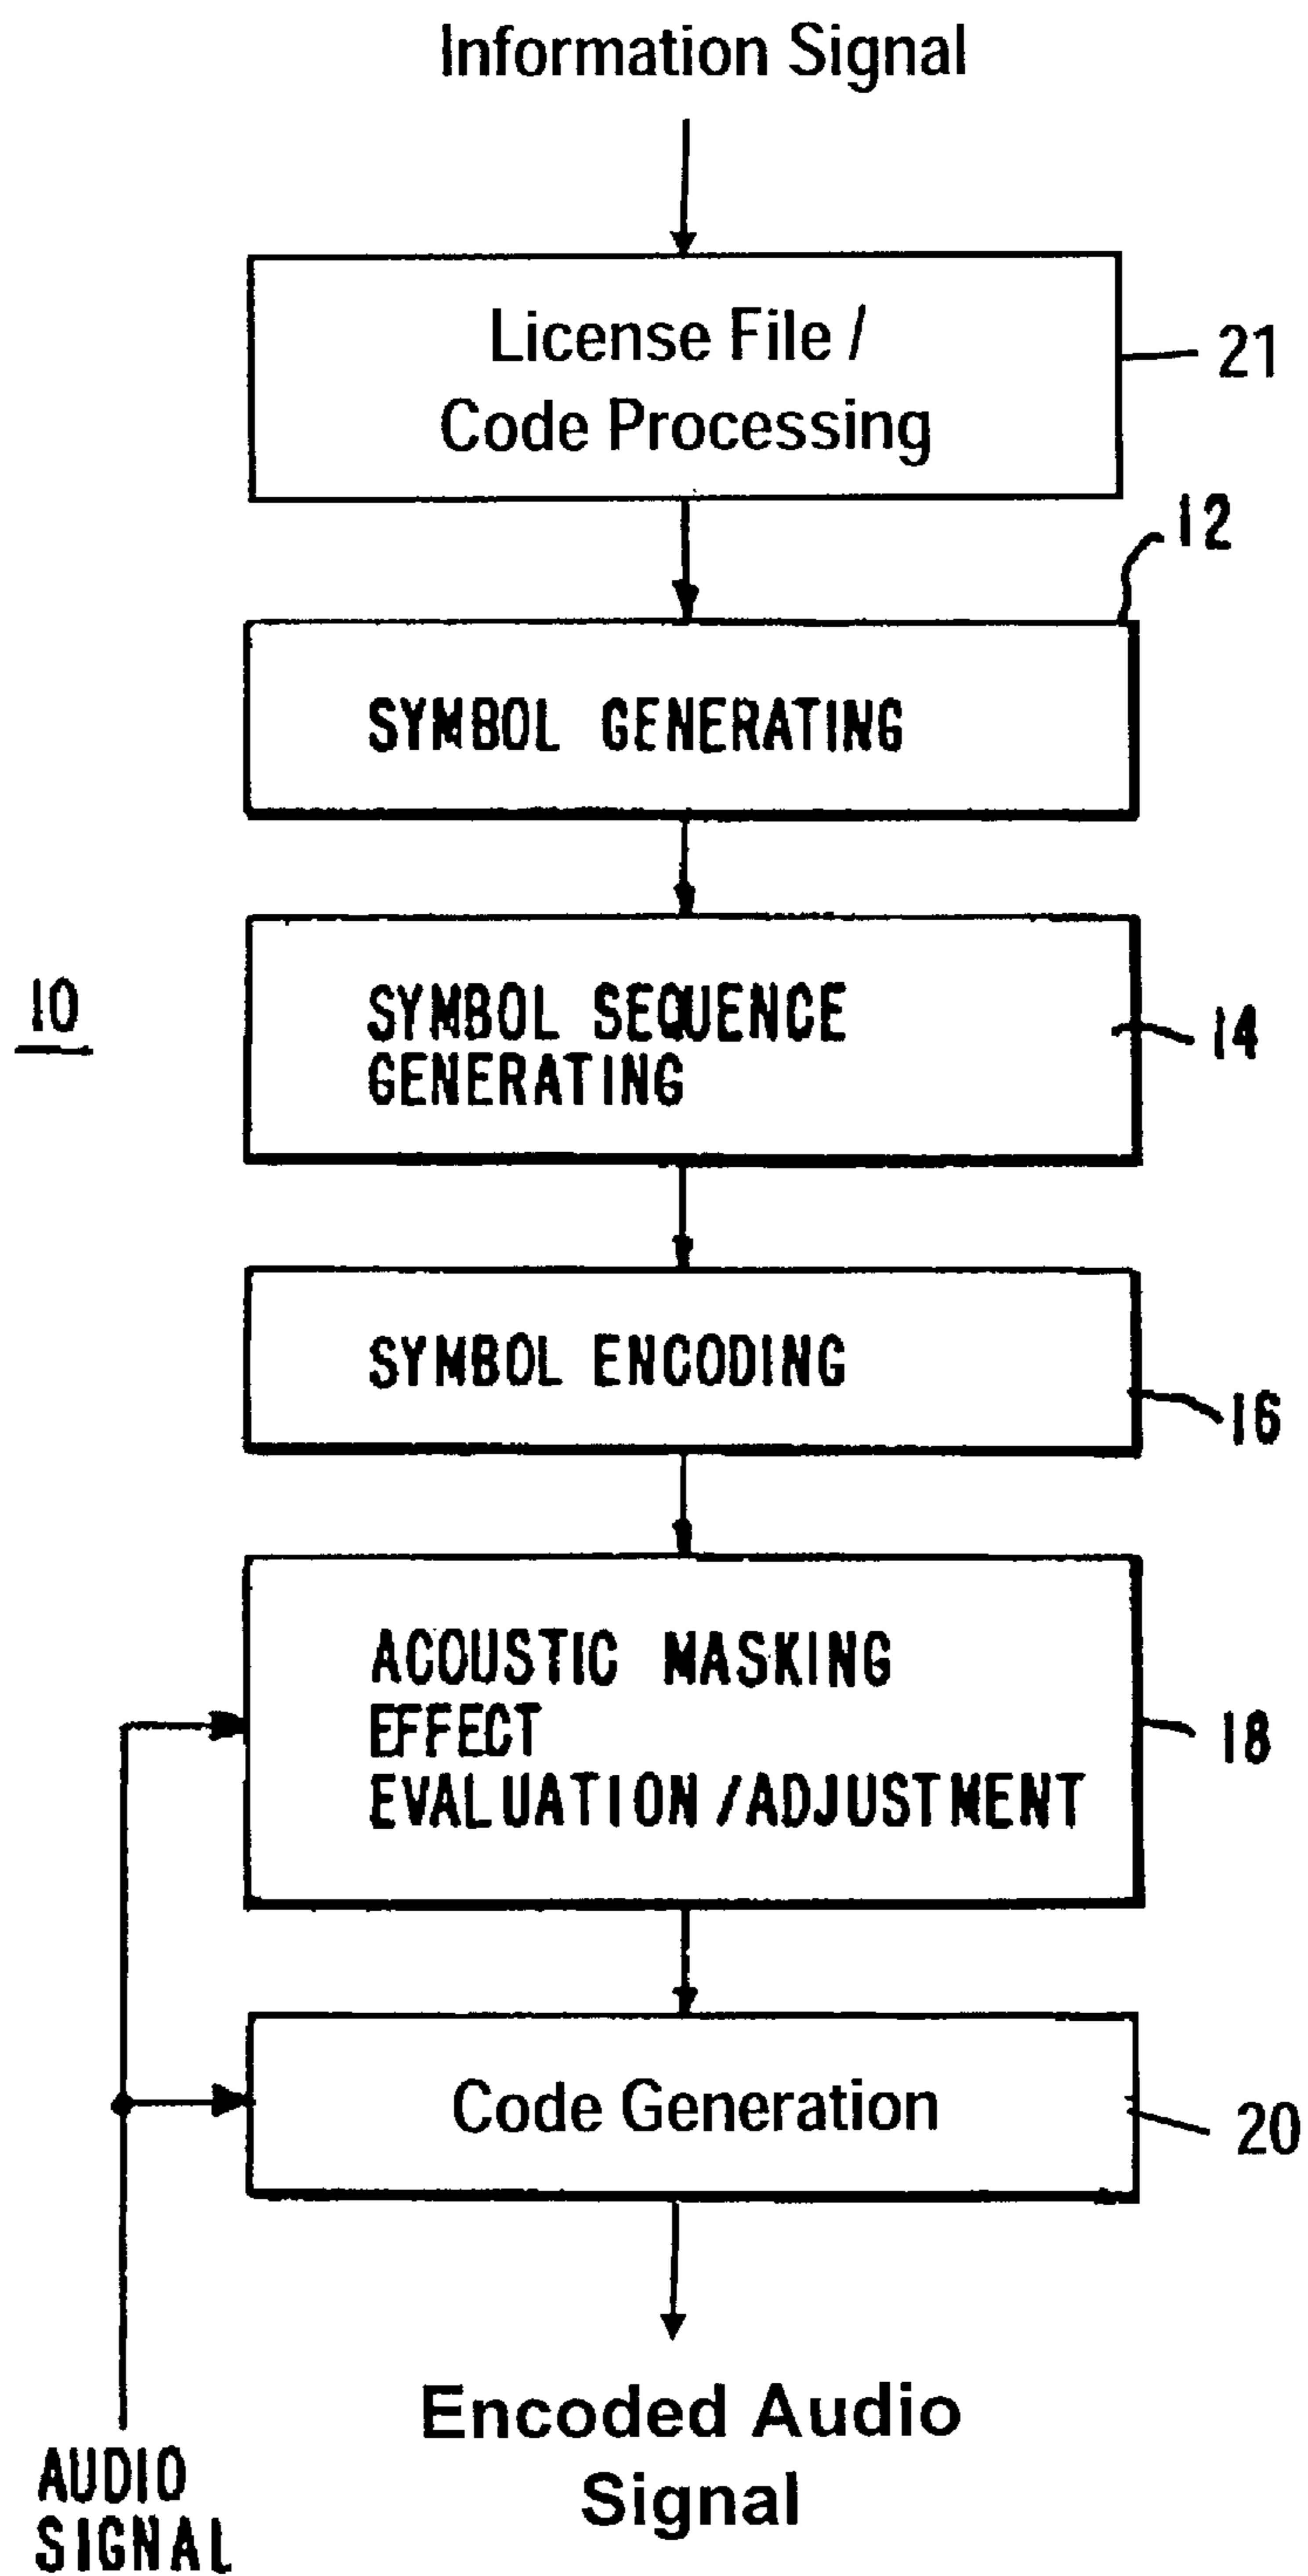 Information Signal
License File /
Code Processing
21
12
SYMBOL GENERATING
10
SYMBOL SEQUENCE
GENERATING
14
SYMBOL ENCODING
16
ACOUSTIC MASKING
EFFECT
EVALUATION/ADJUSTMENT
18
Code Generation
20
Encoded Audio
Signal
AUDIO
SIGNAL